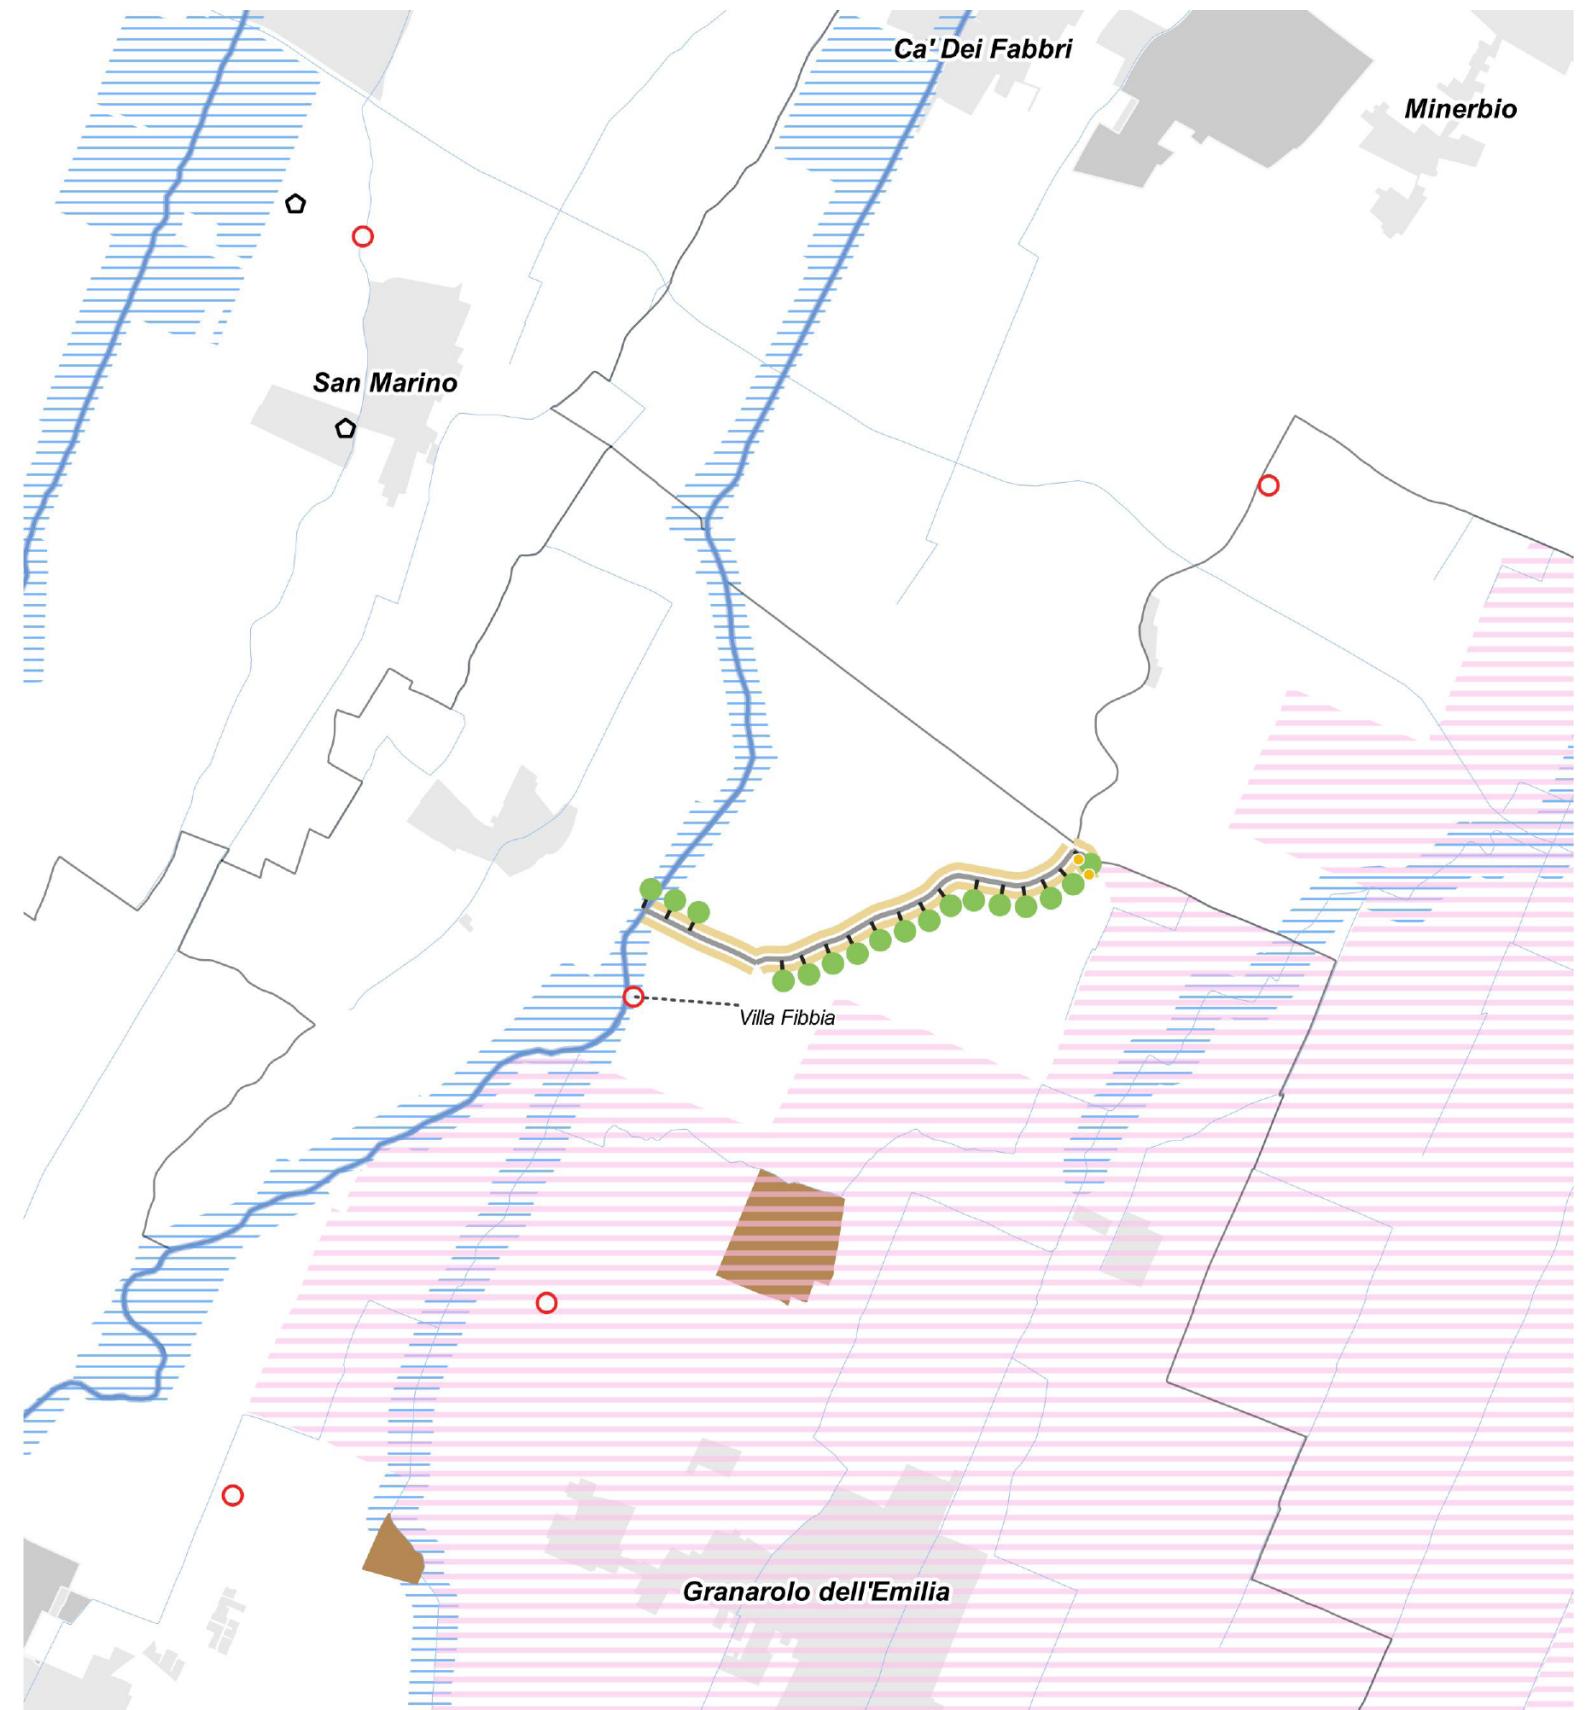 Ca' Dei Fabbri
Minerbio
San Marino
Villa Fibbia
Granarolo dell'Emilia